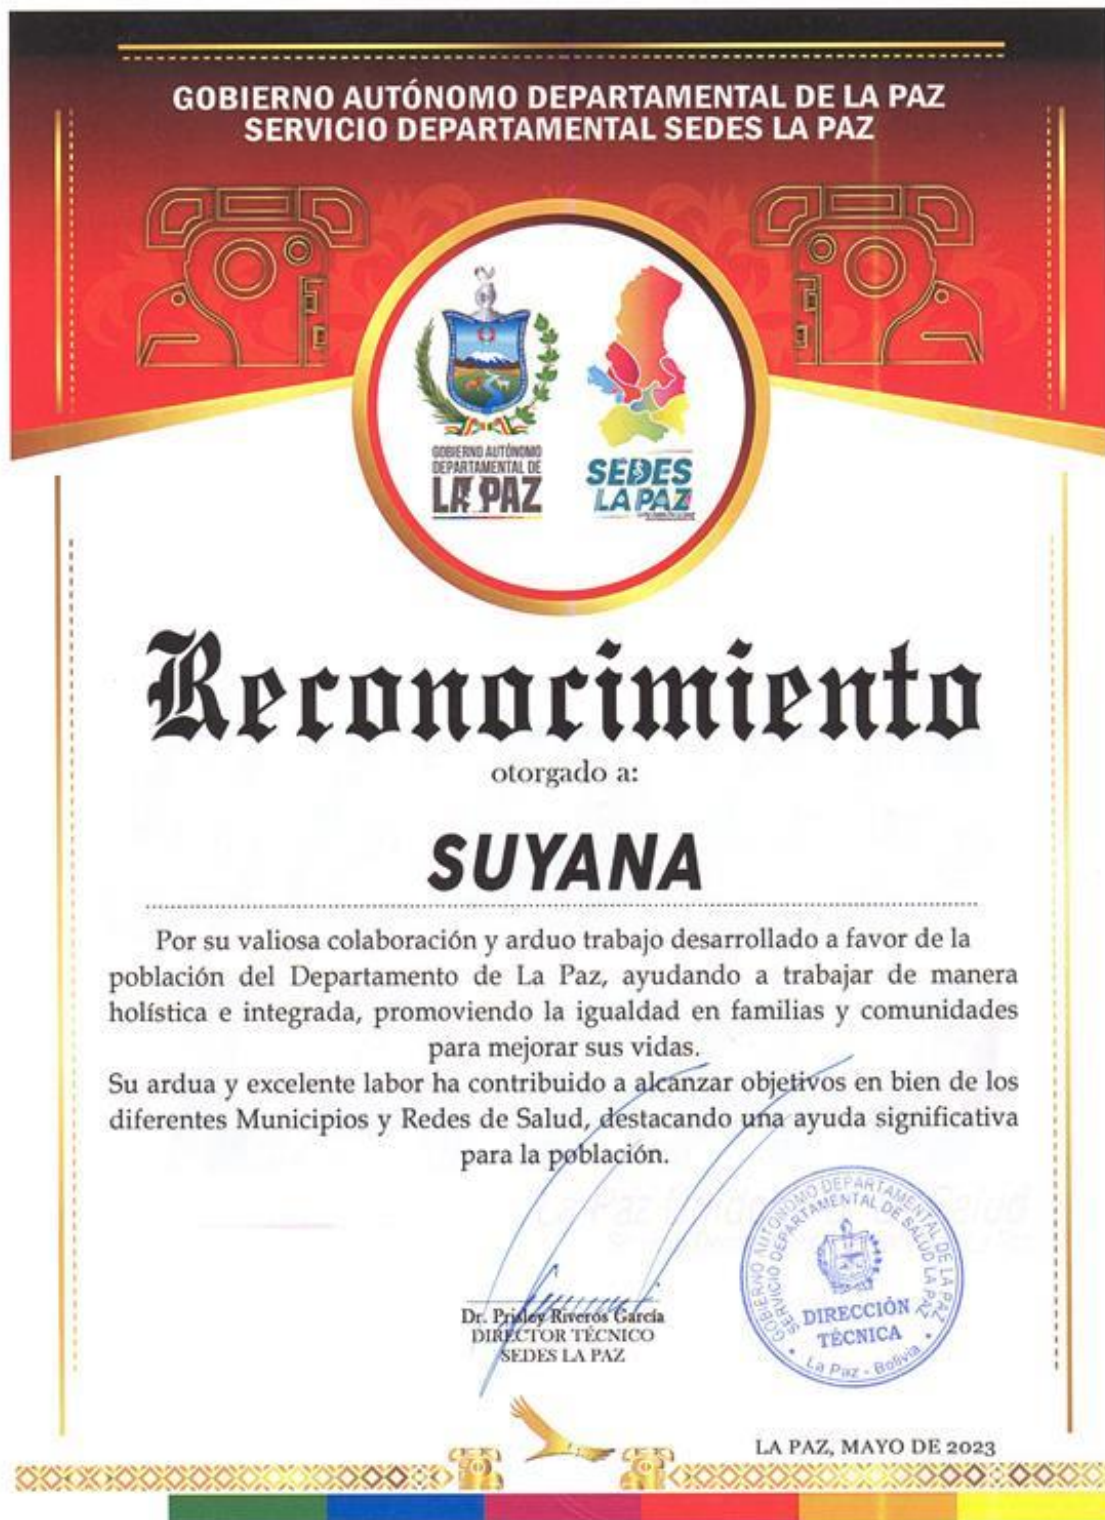 GOBIERNO AUTÓNOMO DEPARTAMENTAL DE LA PAZ
SERVICIO DEPARTAMENTAL SEDES LA PAZ
GOBIERNO AUTÓNOMO
DEPARTAMENTAL DE
LA PAZ
SEDES
LA PAZ
Reconocimiento
otorgado a:
SUYANA
Por su valiosa colaboración y arduo trabajo desarrollado a favor de la
población del Departamento de La Paz, ayudando a trabajar de manera
holística e integrada, promoviendo la igualdad en familias y comunidades
para mejorar sus vidas.
Su ardua y excelente labor ha contribuido a alcanzar objetivos en bien de los
diferentes Municipios y Redes de Salud, destacando una ayuda significativa
para la población.
Dr. Prisley Riveros García
DIRECTOR TÉCNICO
SEDES LA PAZ
GOBIERNO AUTONOMO DEPARTAMENTAL DE LA PAZ
SERVICIO DEPARTAMENTAL DE SALUD LA PAZ
DIRECCIÓN
TÉCNICA
La Paz - Bolivia
LA PAZ, MAYO DE 2023